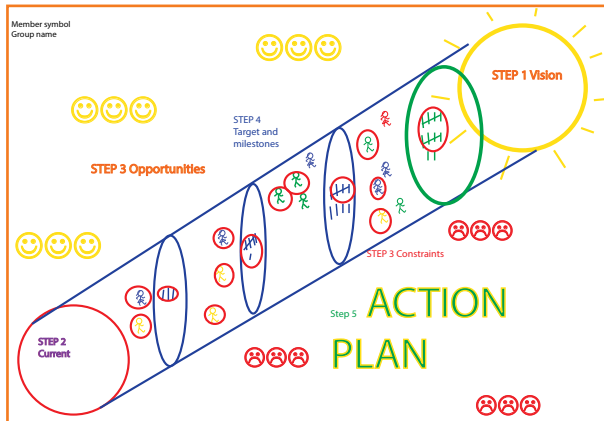 Member symbol
Group name
STEP 1 Vision
STEP 4
Target and
milestones
STEP 3 Opportunities
STEP 3 Constraints
Step 5 ACTION
PLAN
STEP 2
Current